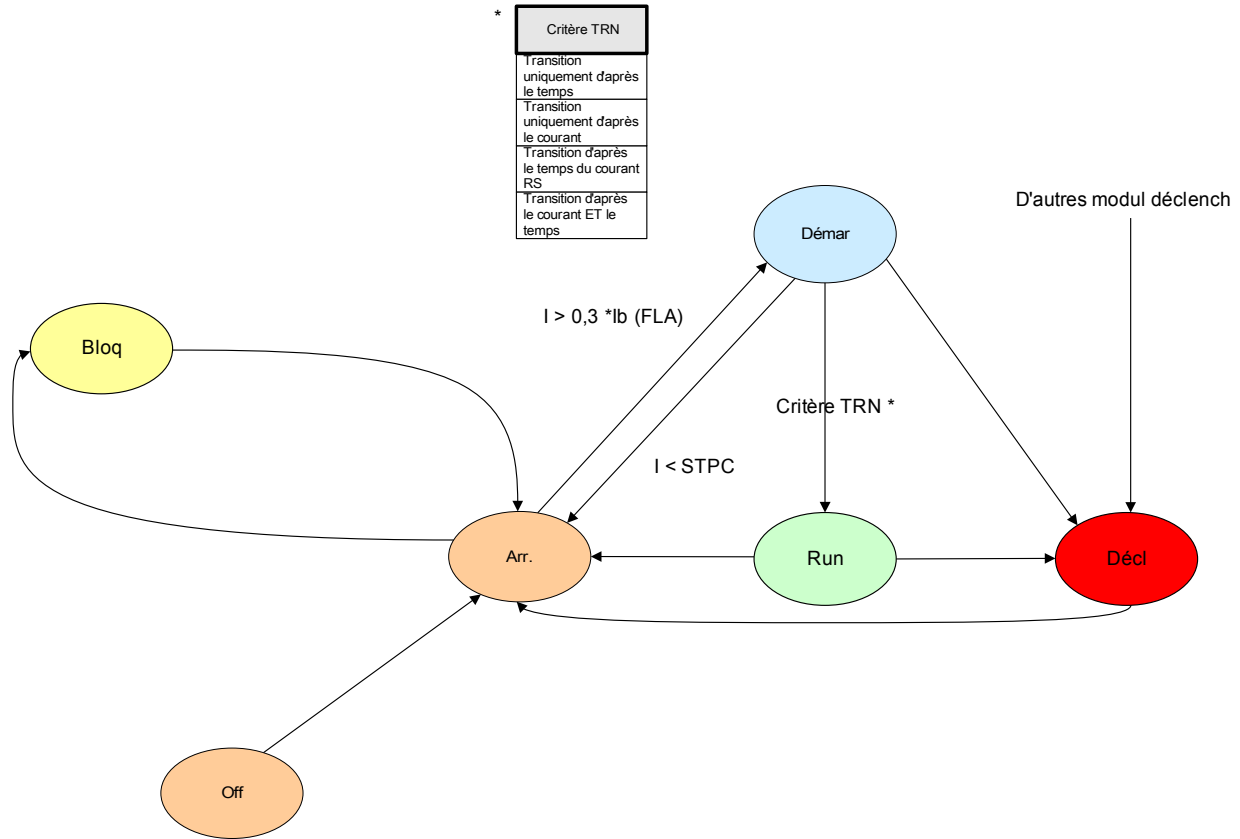 *
Critère TRN
Transition
uniquement d'après
le temps
Transition
uniquement d'après
le courant
Transition d'après
le temps du courant
RS
Transition d'après
le courant ET le
temps
D'autres modul déclench
Démar
I > 0,3 *Ib (FLA)
Bloq
Critère TRN *
I < STPC
Arr.
Run
Décl
Off